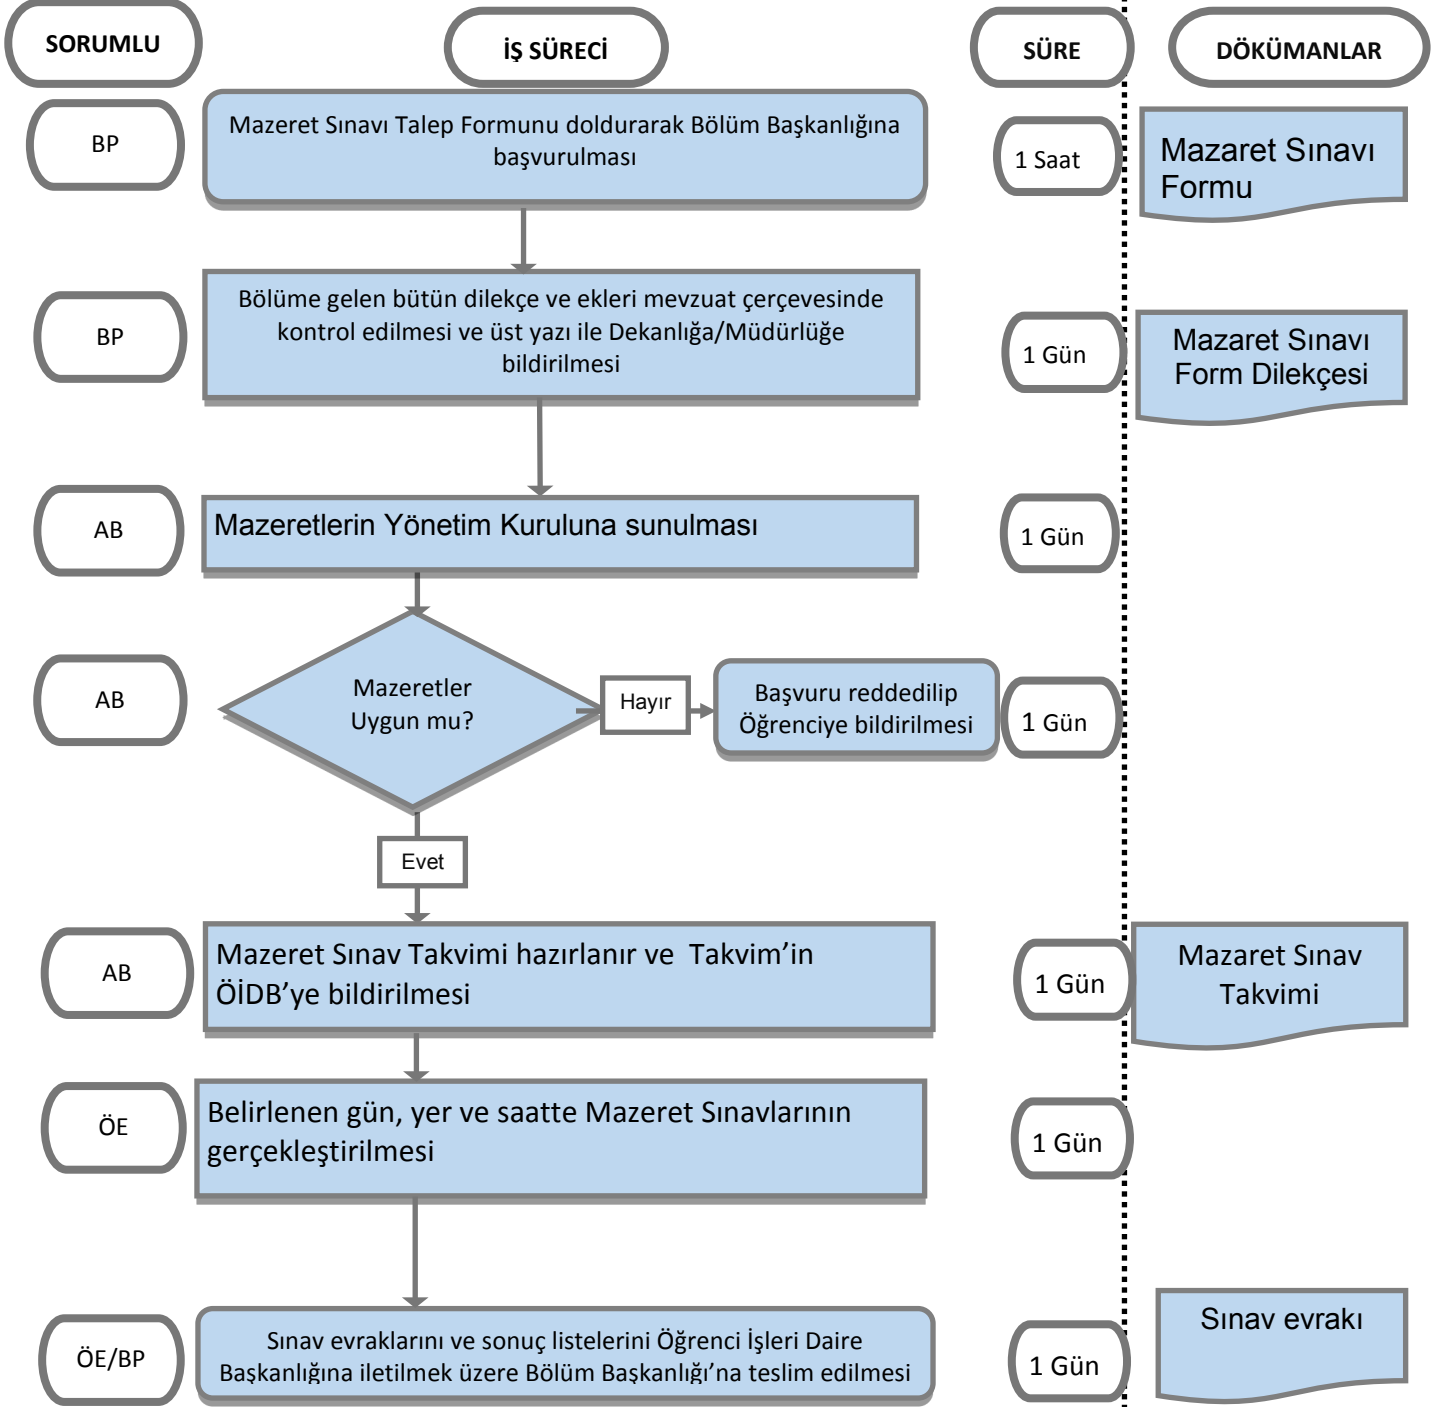 SORUMLU
İŞ SÜRECİ
SÜRE
DÖKÜMANLAR
BP
Mazeret Sınavı Talep Formunu doldurarak Bölüm Başkanlığına
başvurulması
1 Saat
Mazaret Sınavı
Formu
BP
Bölüme gelen bütün dilekçe ve ekleri mevzuat çerçevesinde
kontrol edilmesi ve üst yazı ile Dekanlığa/Müdürlüğe
bildirilmesi
1 Gün
Mazaret Sınavı
Form Dilekçesi
AB
Mazeretlerin Yönetim Kuruluna sunulması
1 Gün
AB
Mazeretler
Uygun mu?
Hayır
Başvuru reddedilip
Öğrenciye bildirilmesi
1 Gün
Evet
AB
Mazeret Sınav Takvimi hazırlanır ve  Takvim’in
ÖİDB’ye bildirilmesi
1 Gün
Mazaret Sınav
Takvimi
ÖE
Belirlenen gün, yer ve saatte Mazeret Sınavlarının
gerçekleştirilmesi
1 Gün
ÖE/BP
Sınav evraklarını ve sonuç listelerini Öğrenci İşleri Daire
Başkanlığına iletilmek üzere Bölüm Başkanlığı’na teslim edilmesi
1 Gün
Sınav evrakı